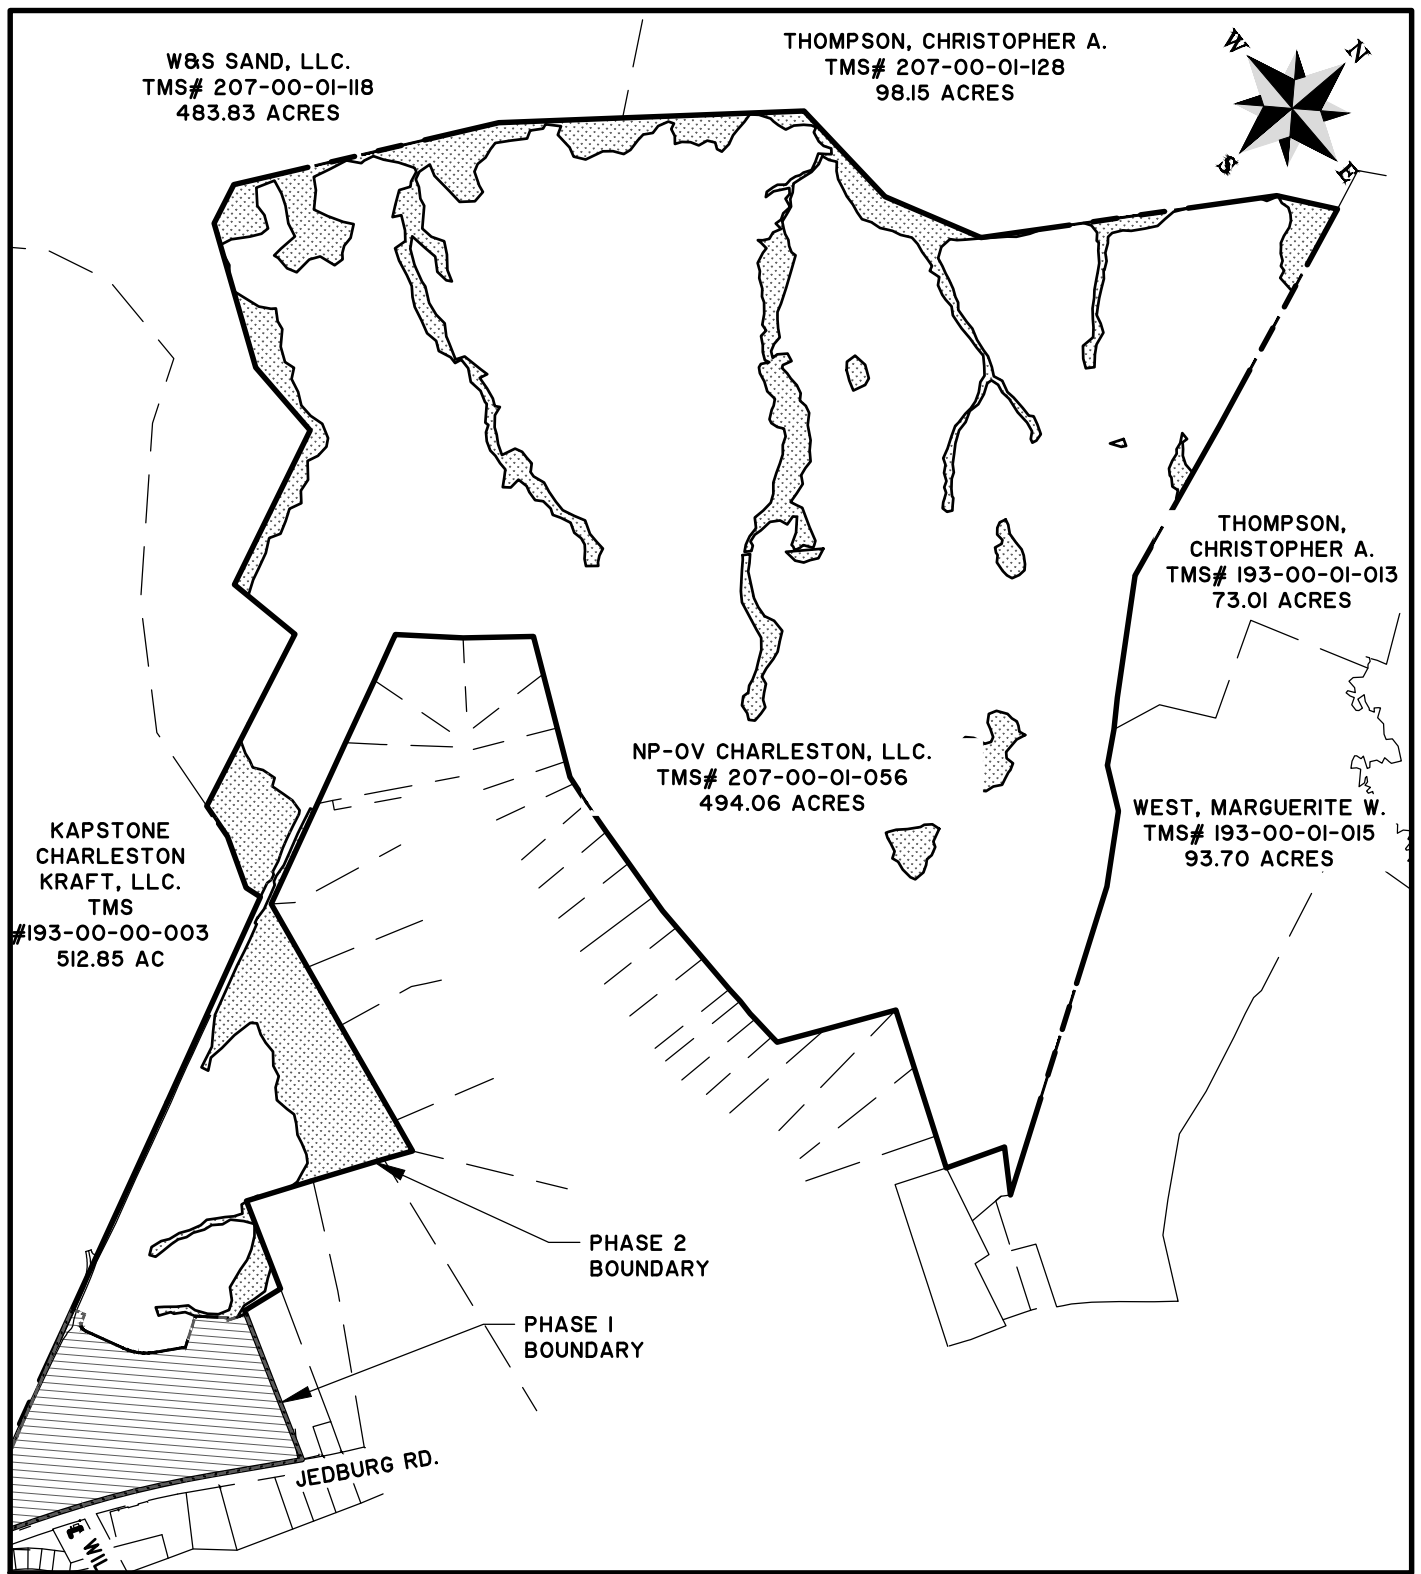 W&S SAND, LLC.
TMS# 207-00-01-118
483.83 ACRES
THOMPSON, CHRISTOPHER A.
TMS# 207-00-01-128
98.15 ACRES
W
N
S
E
THOMPSON,
CHRISTOPHER A.
TMS# 193-00-01-013
73.01 ACRES
NP-OV CHARLESTON, LLC.
TMS# 207-00-01-056
494.06 ACRES
WEST, MARGUERITE W.
TMS# 193-00-01-015
93.70 ACRES
KAPSTONE
CHARLESTON
KRAFT, LLC.
TMS
#193-00-00-003
512.85 AC
PHASE 2
BOUNDARY
PHASE 1
BOUNDARY
JEDBURG RD.
WIL